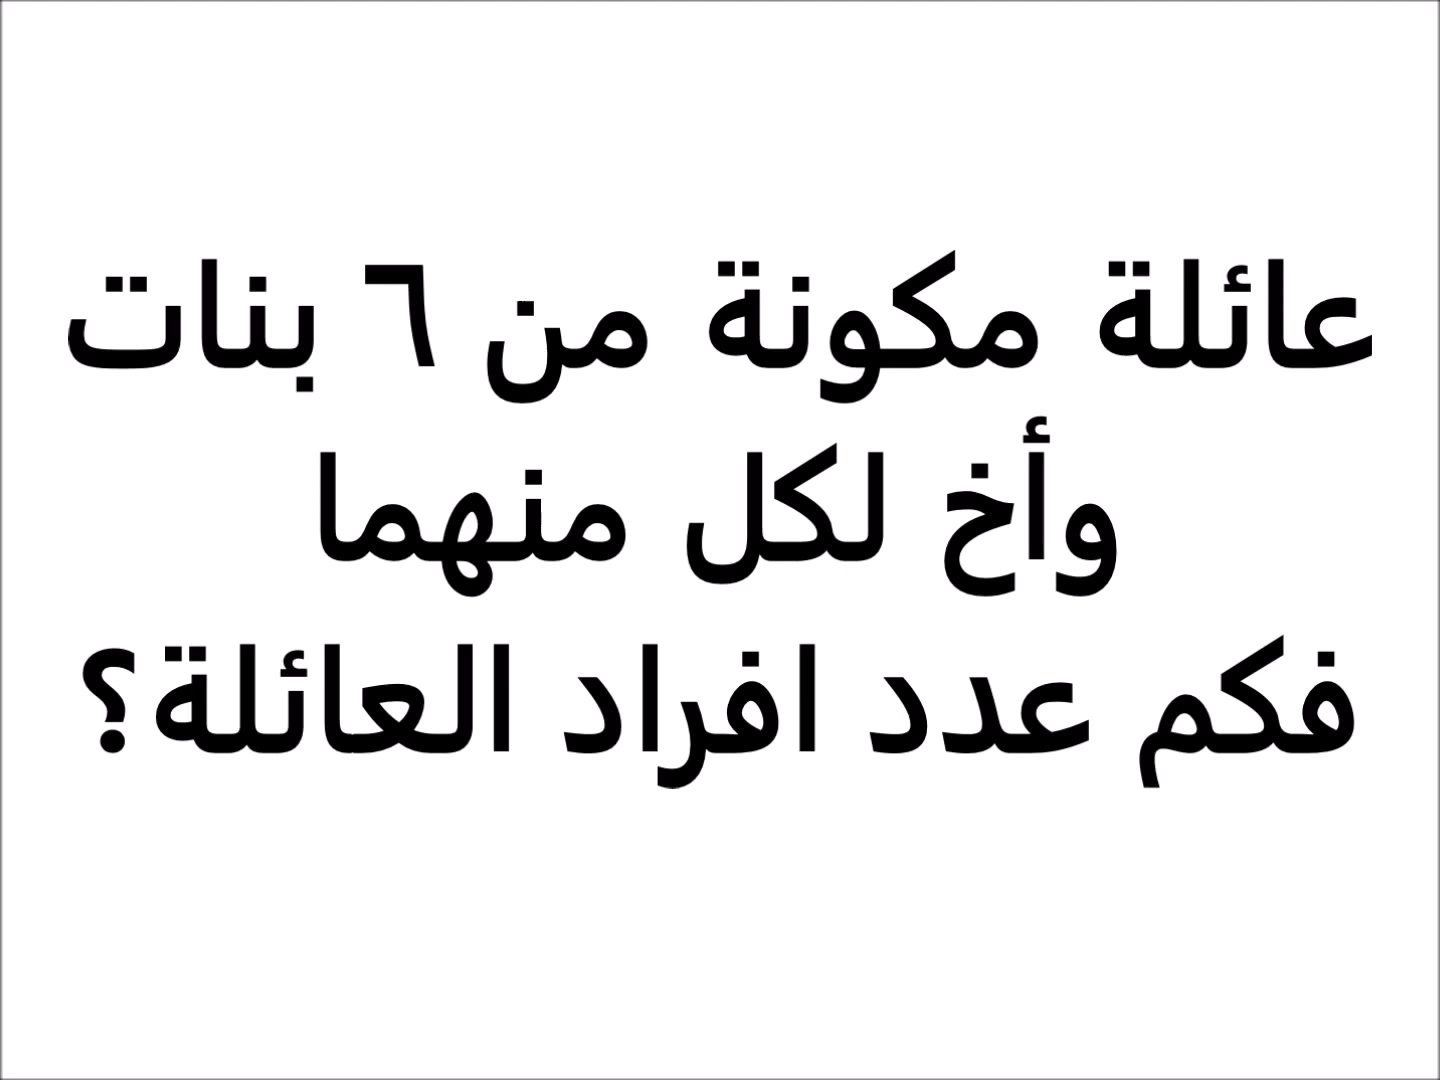 عائلة مكونة من ٦ بنات
وأخ لكل منهما
فكم عدد افراد العائلة؟